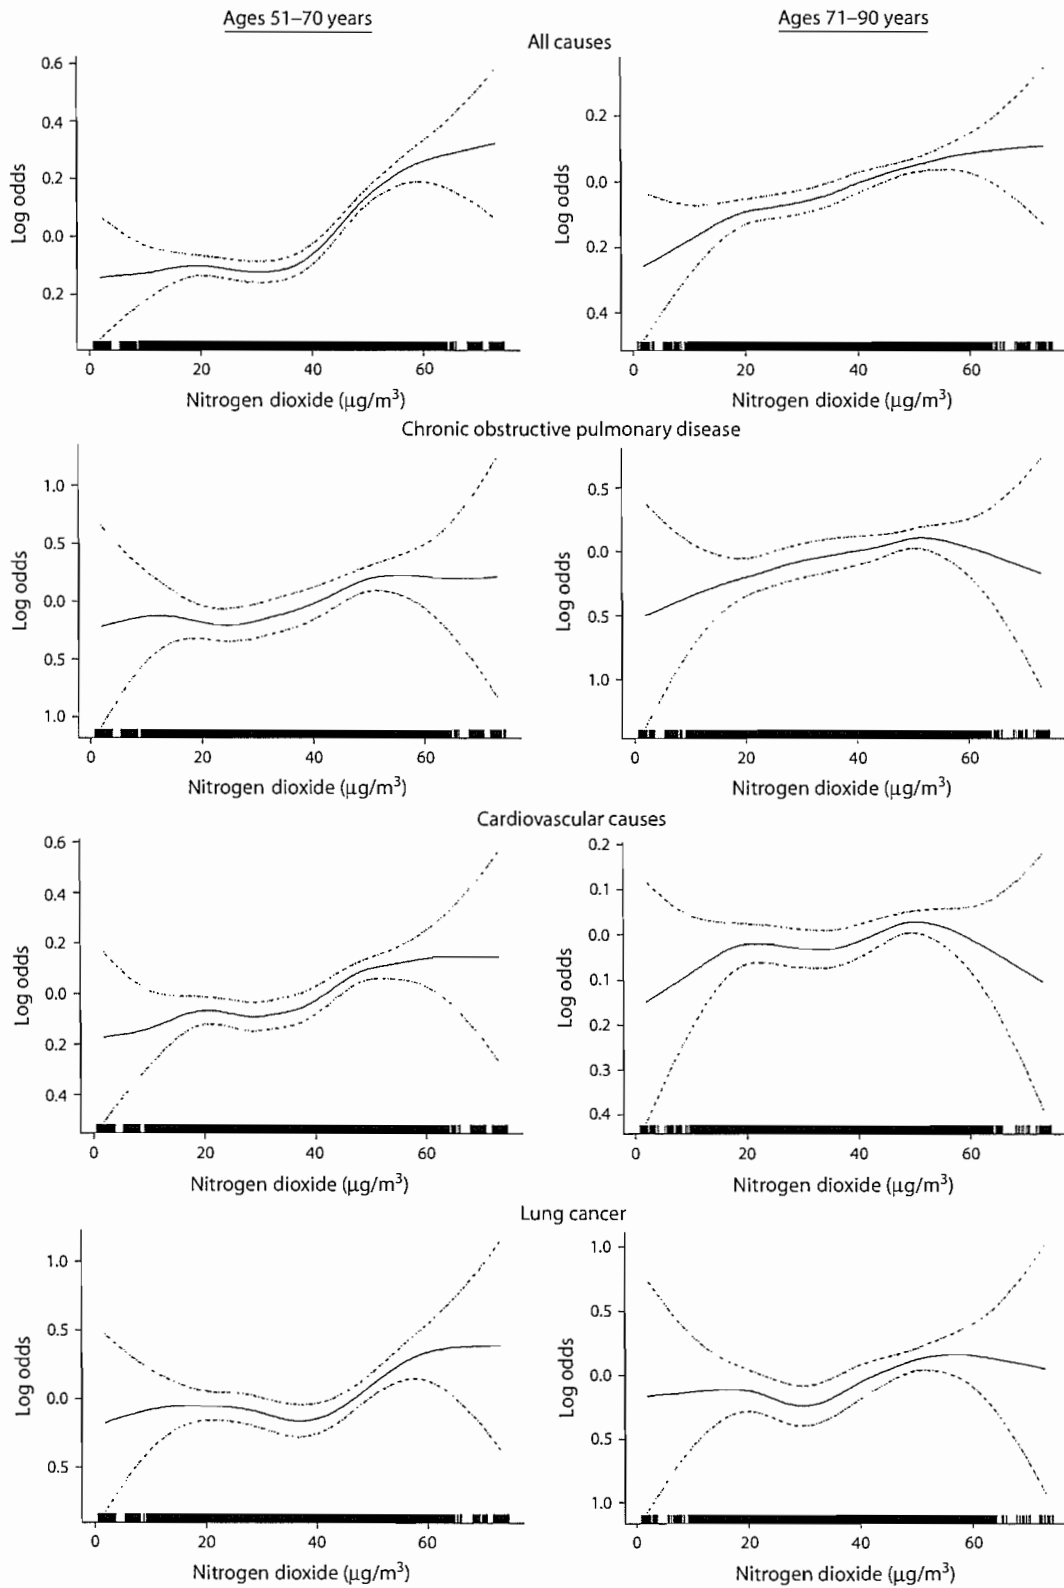 Ages 51–70 years
Ages 71–90 years
All causes
Log odds
0.6
0.4
0.2
0.0
0.2
0 20 40 60
Nitrogen dioxide (μg/m³)
Log odds
0.2
0.0
0.2
0.4
0 20 40 60
Nitrogen dioxide (μg/m³)
Chronic obstructive pulmonary disease
Log odds
1.0
0.5
0.0
0.5
1.0
0 20 40 60
Nitrogen dioxide (μg/m³)
Log odds
0.5
0.0
0.5
1.0
0 20 40 60
Nitrogen dioxide (μg/m³)
Cardiovascular causes
Log odds
0.6
0.4
0.2
0.0
0.2
0.4
0 20 40 60
Nitrogen dioxide (μg/m³)
Log odds
0.2
0.1
0.0
0.1
0.2
0.3
0.4
0 20 40 60
Nitrogen dioxide (μg/m³)
Lung cancer
Log odds
1.0
0.5
0.0
0.5
0 20 40 60
Nitrogen dioxide (μg/m³)
Log odds
1.0
0.5
0.0
0.5
1.0
0 20 40 60
Nitrogen dioxide (μg/m³)